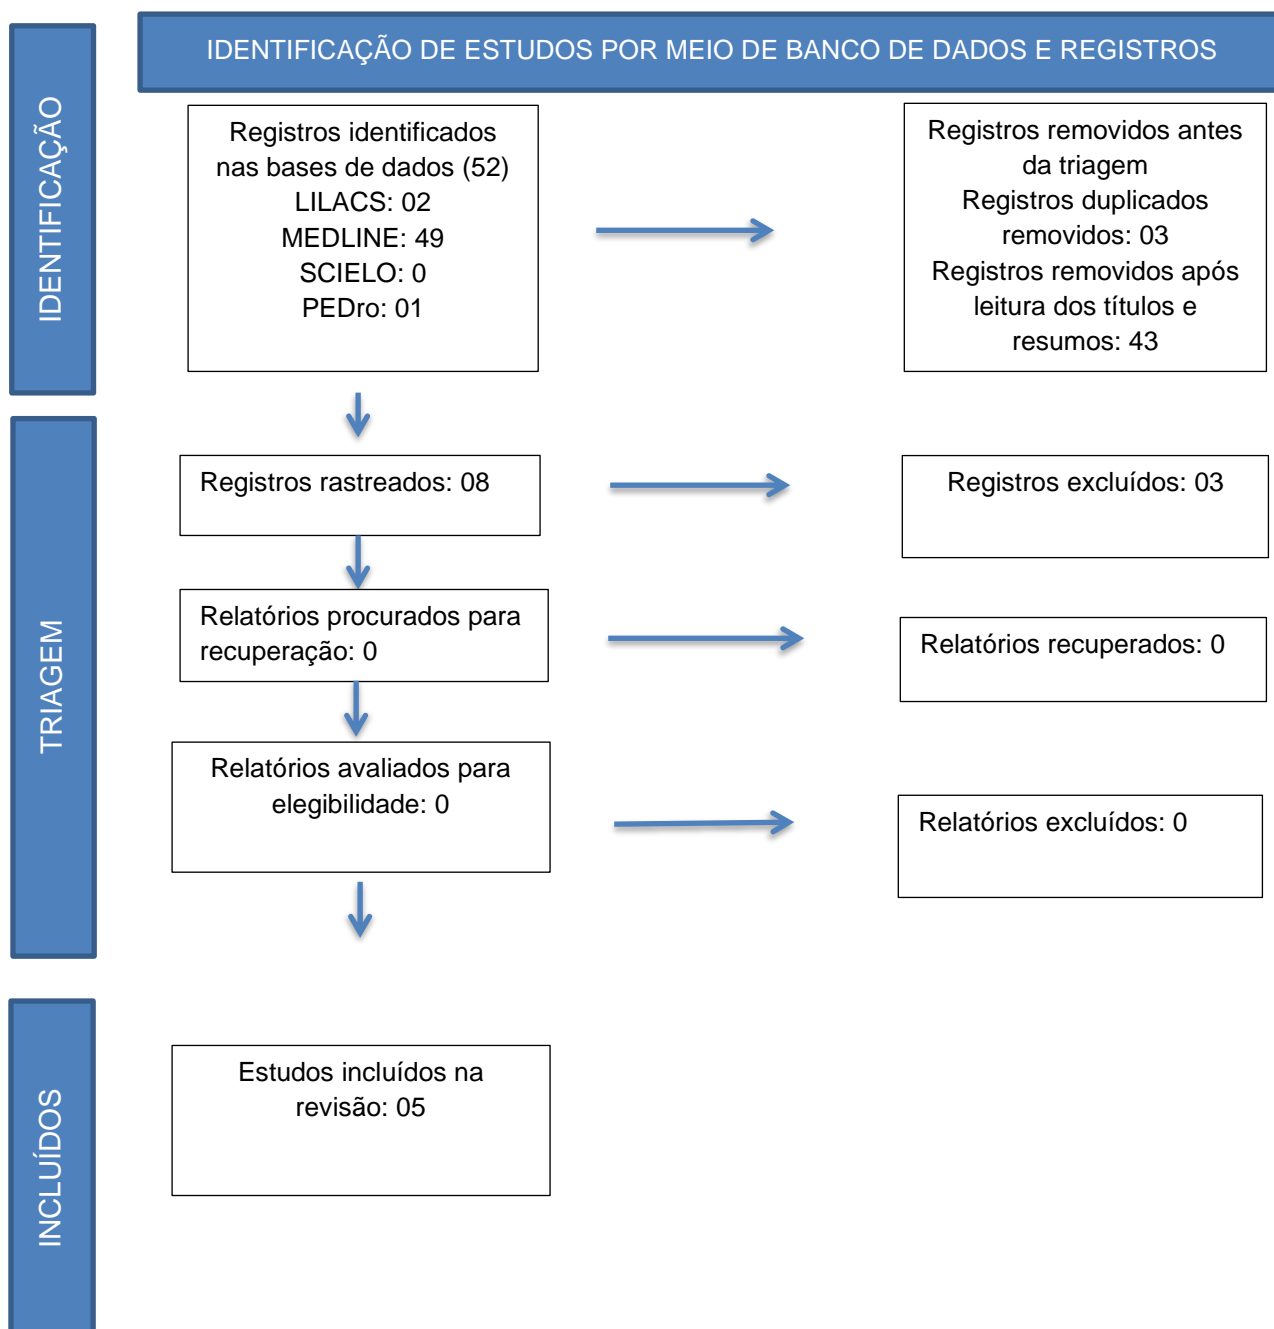 IDENTIFICAÇÃO DE ESTUDOS POR MEIO DE BANCO DE DADOS E REGISTROS
IDENTIFICAÇÃO
Registros identificados
nas bases de dados (52)
LILACS: 02
MEDLINE: 49
SCIELO: 0
PEDro: 01
Registros removidos antes
da triagem
Registros duplicados
removidos: 03
Registros removidos após
leitura dos títulos e
resumos: 43
TRIAGEM
Registros rastreados: 08
Registros excluídos: 03
Relatórios procurados para
recuperação: 0
Relatórios recuperados: 0
Relatórios avaliados para
elegibilidade: 0
Relatórios excluídos: 0
INCLUÍDOS
Estudos incluídos na
revisão: 05